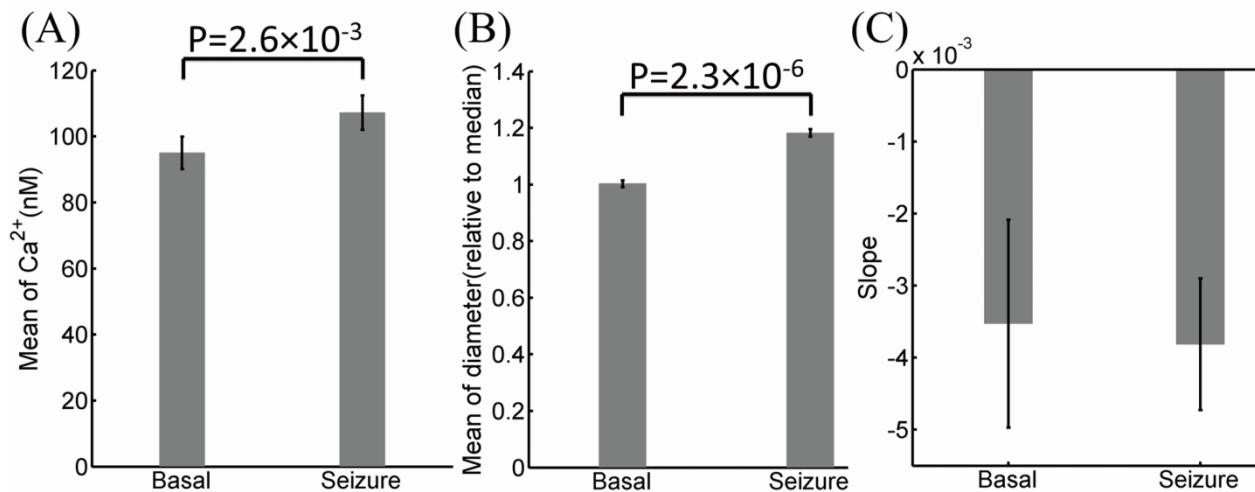 (A)
P=2.6×10⁻³
120
100
80
60
40
20
0
Mean of Ca²⁺(nM)
Basal Seizure
(B)
P=2.3×10⁻⁶
1.4
1.2
1
0.8
0.6
0.4
0.2
0
Mean of diameter(relative to median)
Basal Seizure
(C)
x 10⁻³
0
-1
-2
-3
-4
-5
Slope
Basal Seizure